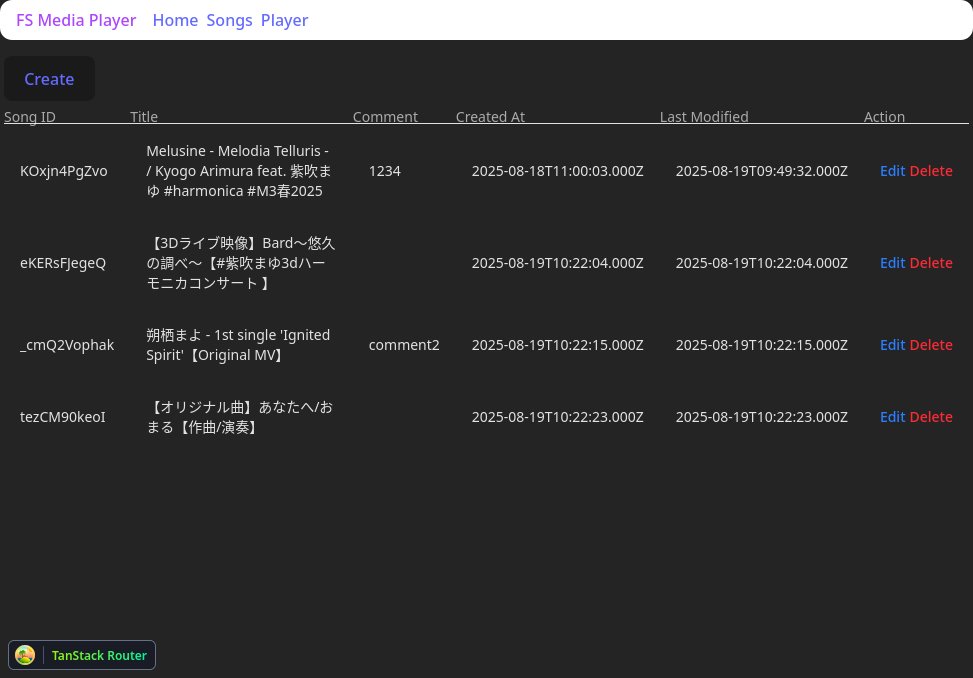 FS Media Player Home Songs Player
Create
Song ID Title Comment Created At Last Modified Action
Melusine - Melodia Telluris -
KOxjn4PgZvo / Kyogo Arimura feat. 紫吹ま 1234 2025-08-18T11:00:03.000Z 2025-08-19T09:49:32.000Z Edit Delete
ゆ #harmonica #M3春2025
【3Dライブ映像】Bard～悠久
eKERsFJegeQ の調べ～【#紫吹まゆ3dハー 2025-08-19T10:22:04.000Z 2025-08-19T10:22:04.000Z Edit Delete
モニカコンサート 】
朔栖まよ - 1st single 'Ignited
_cmQ2Vophak comment2 2025-08-19T10:22:15.000Z 2025-08-19T10:22:15.000Z Edit Delete
Spirit'【Original MV】
【オリジナル曲】あなたへ/お
tezCM90keoI 2025-08-19T10:22:23.000Z 2025-08-19T10:22:23.000Z Edit Delete
まる【作曲/演奏】
TanStack Router